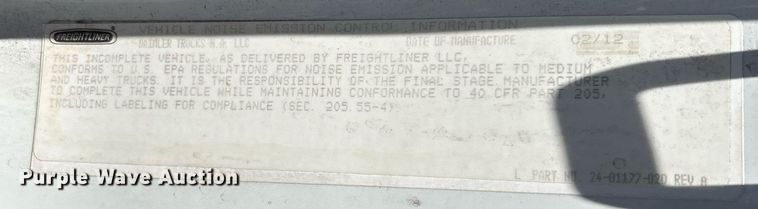 FREIGHTLINER
VEHICLE NOISE EMISSION CONTROL INFORMATION
DAIMLER TRUCKS N.A. LLC DATE OF MANUFACTURE 02/12
THIS INCOMPLETE VEHICLE, AS DELIVERED BY FREIGHTLINER LLC,
CONFORMS TO U.S. EPA REGULATIONS FOR NOISE EMISSION APPLICABLE TO MEDIUM
AND HEAVY TRUCKS. IT IS THE RESPONSIBILITY OF THE FINAL STAGE MANUFACTURER
TO COMPLETE THIS VEHICLE WHILE MAINTAINING CONFORMANCE TO 40 CFR PART 205,
INCLUDING LABELING FOR COMPLIANCE (SEC. 205.55-4)
L PART NO. 24-01177-020 REV A
Purple Wave Auction